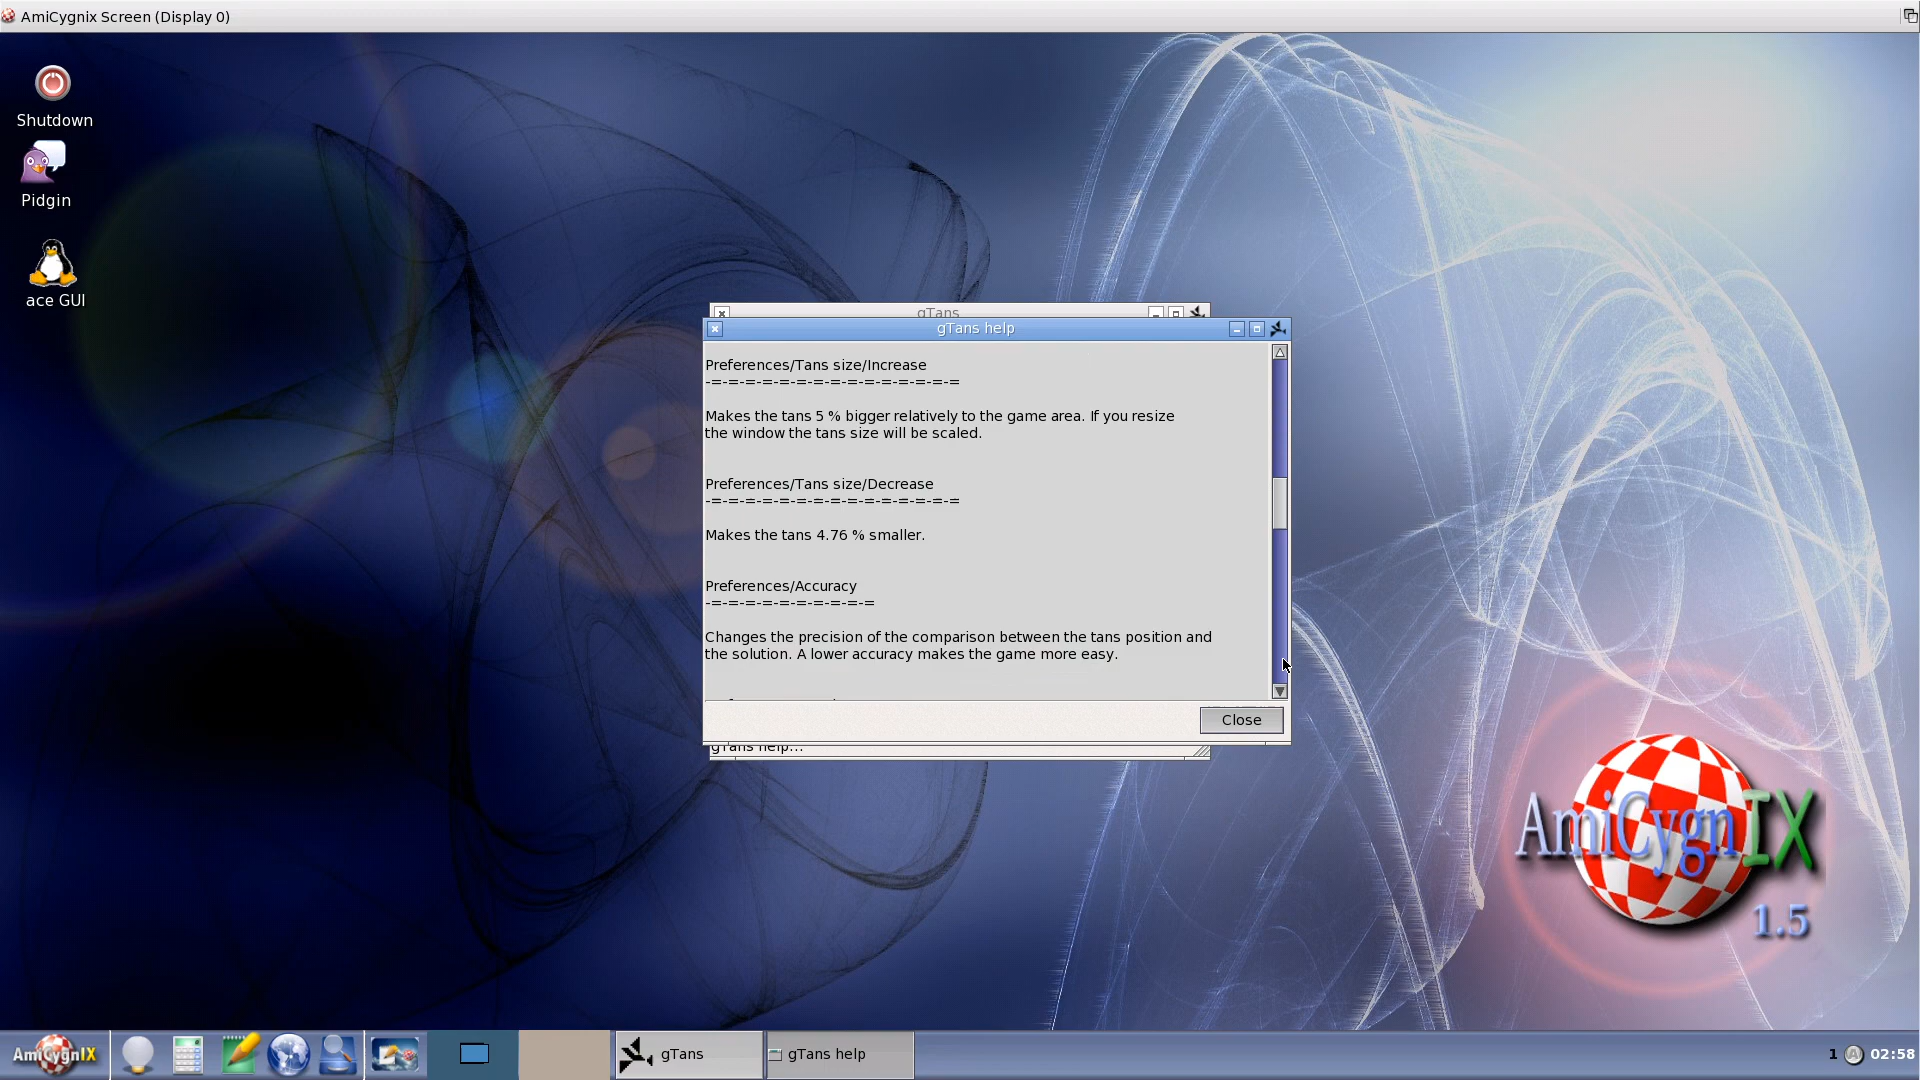 AmiCygnix Screen (Display 0)
Shutdown
Pidgin
ace GUI
gTans
gTans help
Preferences/Tans size/Increase
-=-=-=-=-=-=-=-=-=-=-=-=-=-=-=
Makes the tans 5 % bigger relatively to the game area. If you resize
the window the tans size will be scaled.
Preferences/Tans size/Decrease
-=-=-=-=-=-=-=-=-=-=-=-=-=-=-=
Makes the tans 4.76 % smaller.
Preferences/Accuracy
-=-=-=-=-=-=-=-=-=-=
Changes the precision of the comparison between the tans position and
the solution. A lower accuracy makes the game more easy.
Close
gTans help...
AmiCygnIX
1.5
AmiCygnIX
gTans
gTans help
1
02:58